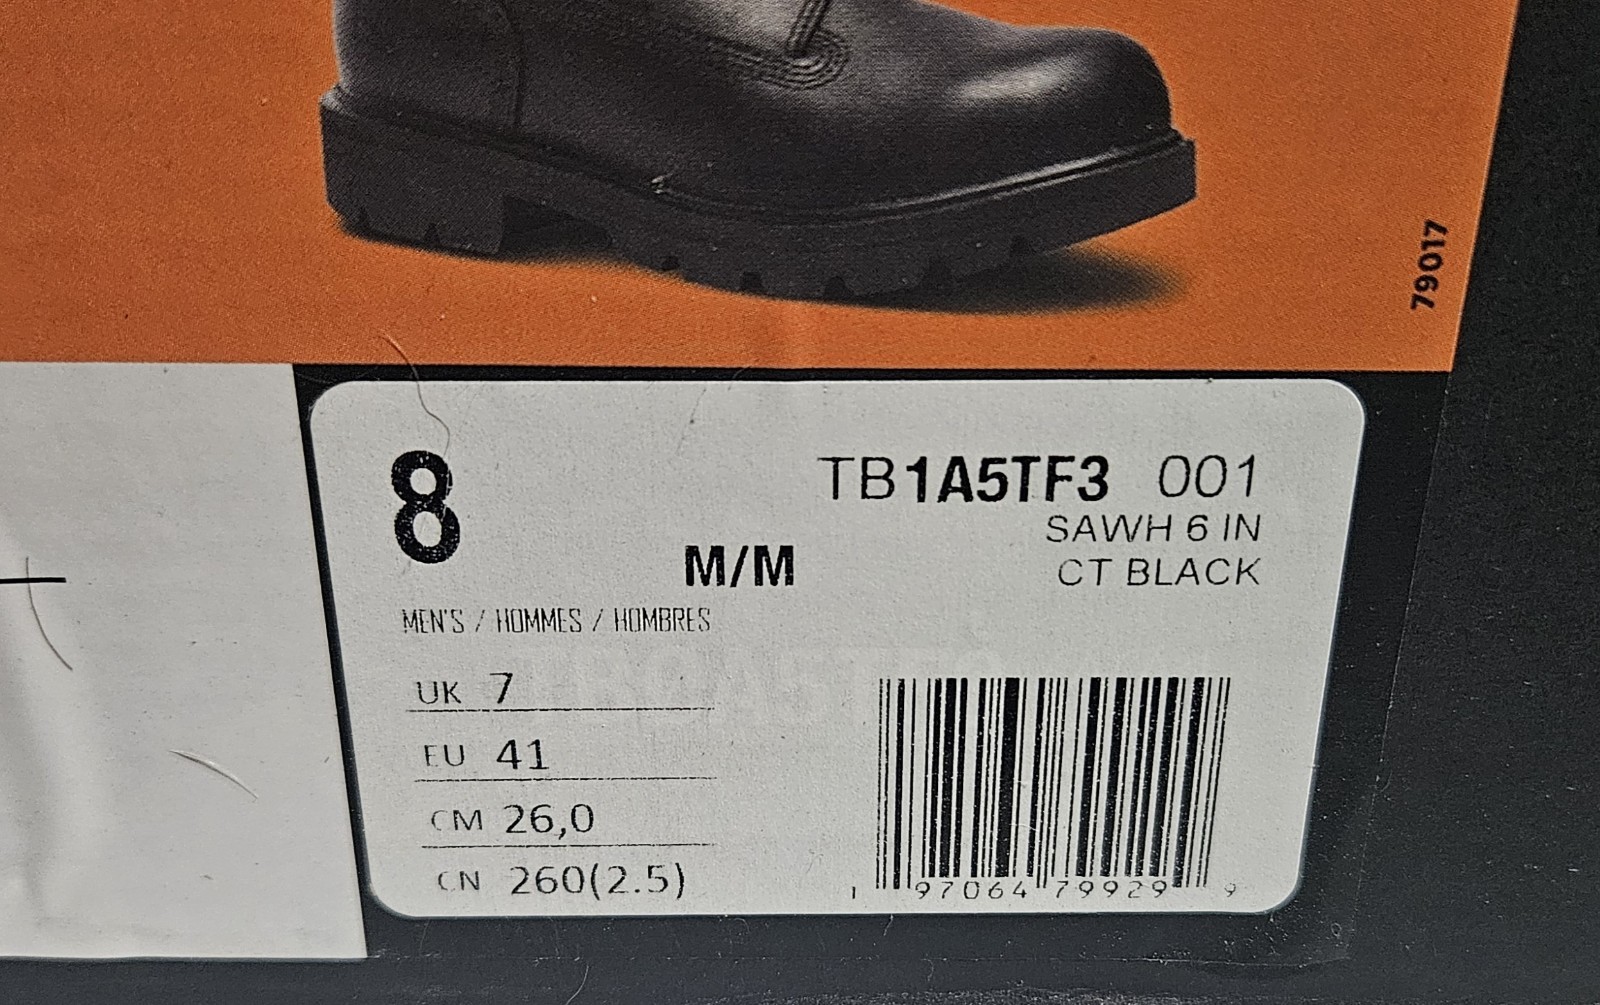 79017
8
M/M
TB1A5TF3 001
SAWH 6 IN
CT BLACK
MEN'S / HOMMES / HOMBRES
UK 7
EU 41
CM 26,0
CN 260(2.5)
1 97064 79929 9